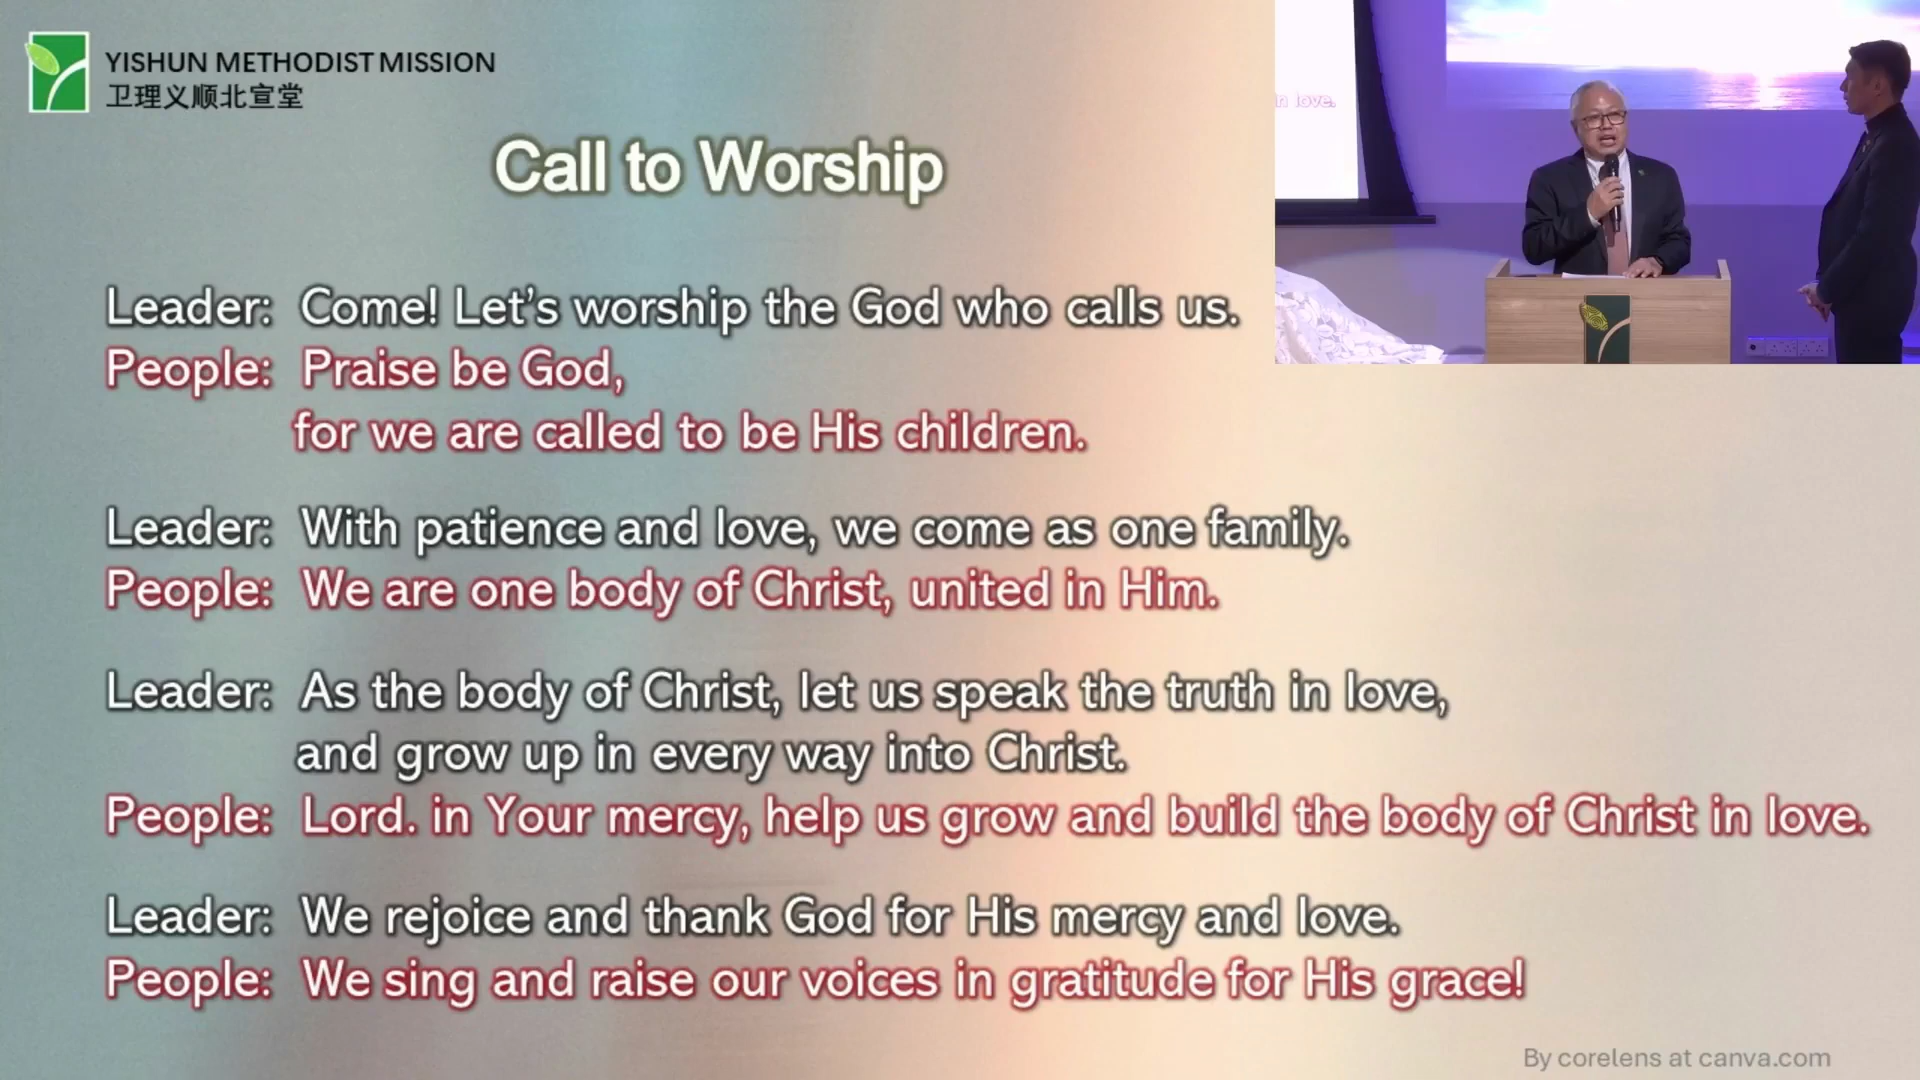 YISHUN METHODIST MISSION
卫理义顺北宣堂
Call to Worship
Leader: Come! Let's worship the God who calls us.
People: Praise be God,
for we are called to be His children.
Leader: With patience and love, we come as one family.
People: We are one body of Christ, united in Him.
Leader: As the body of Christ, let us speak the truth in love,
and grow up in every way into Christ.
People: Lord. in Your mercy, help us grow and build the body of Christ in love.
Leader: We rejoice and thank God for His mercy and love.
People: We sing and raise our voices in gratitude for His grace!
in love.
By corelens at canva.com